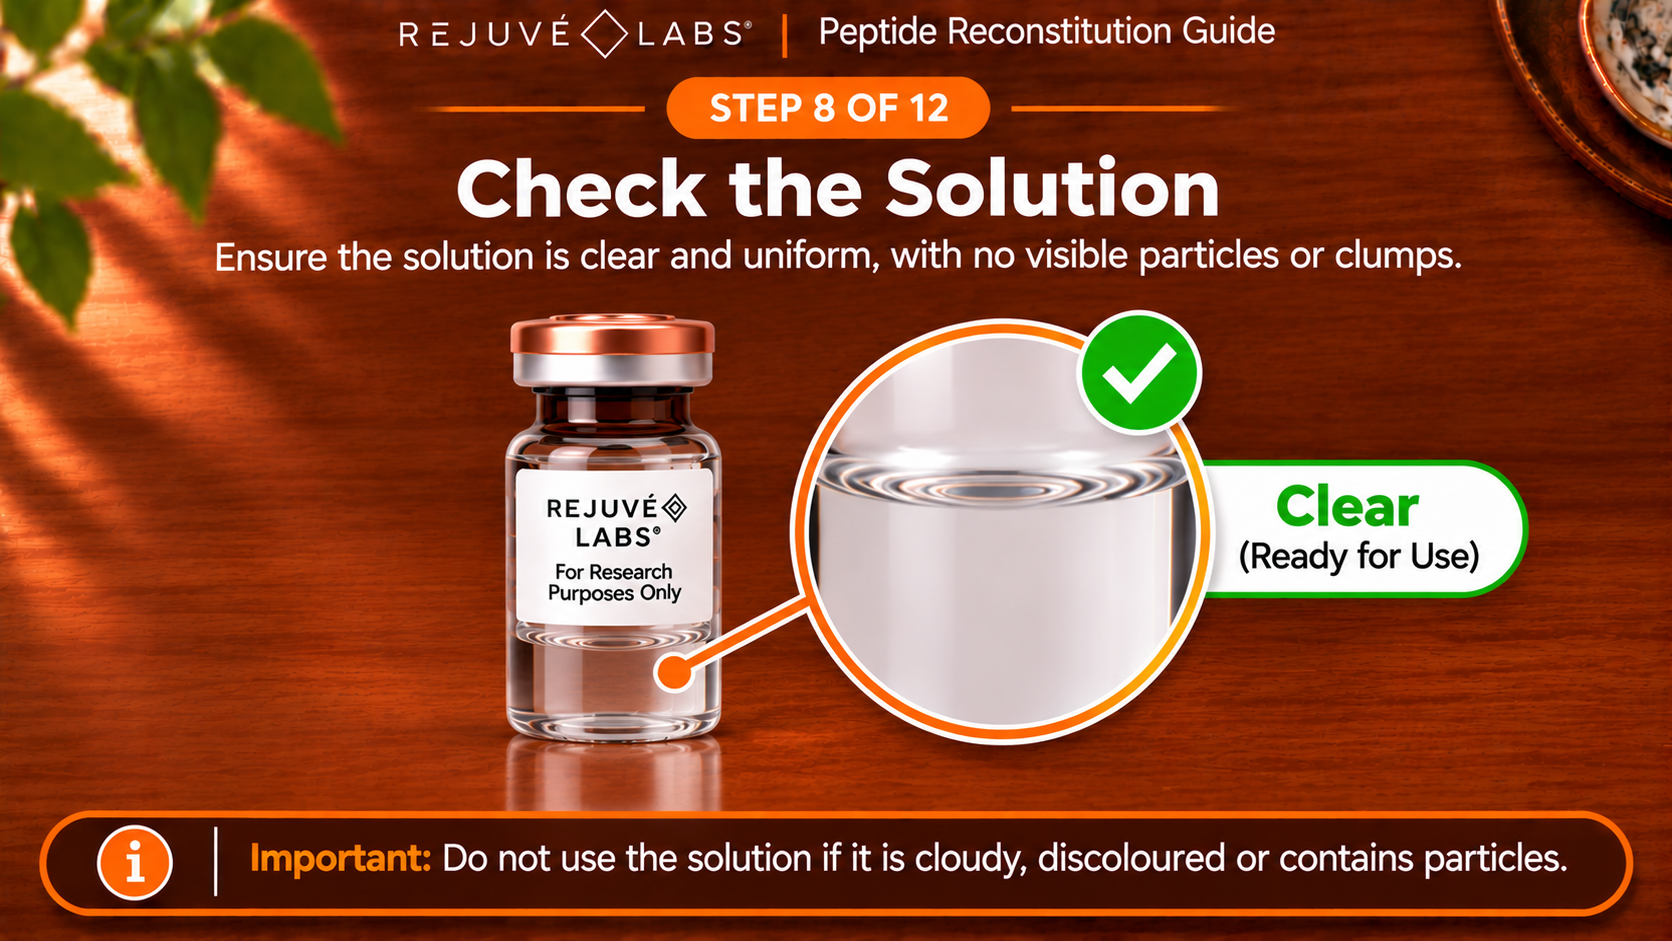 REJUVÉ LABS® | Peptide Reconstitution Guide
STEP 8 OF 12
Check the Solution
Ensure the solution is clear and uniform, with no visible particles or clumps.
REJUVÉ
LABS®
For Research
Purposes Only
Clear
(Ready for Use)
i
Important: Do not use the solution if it is cloudy, discoloured or contains particles.